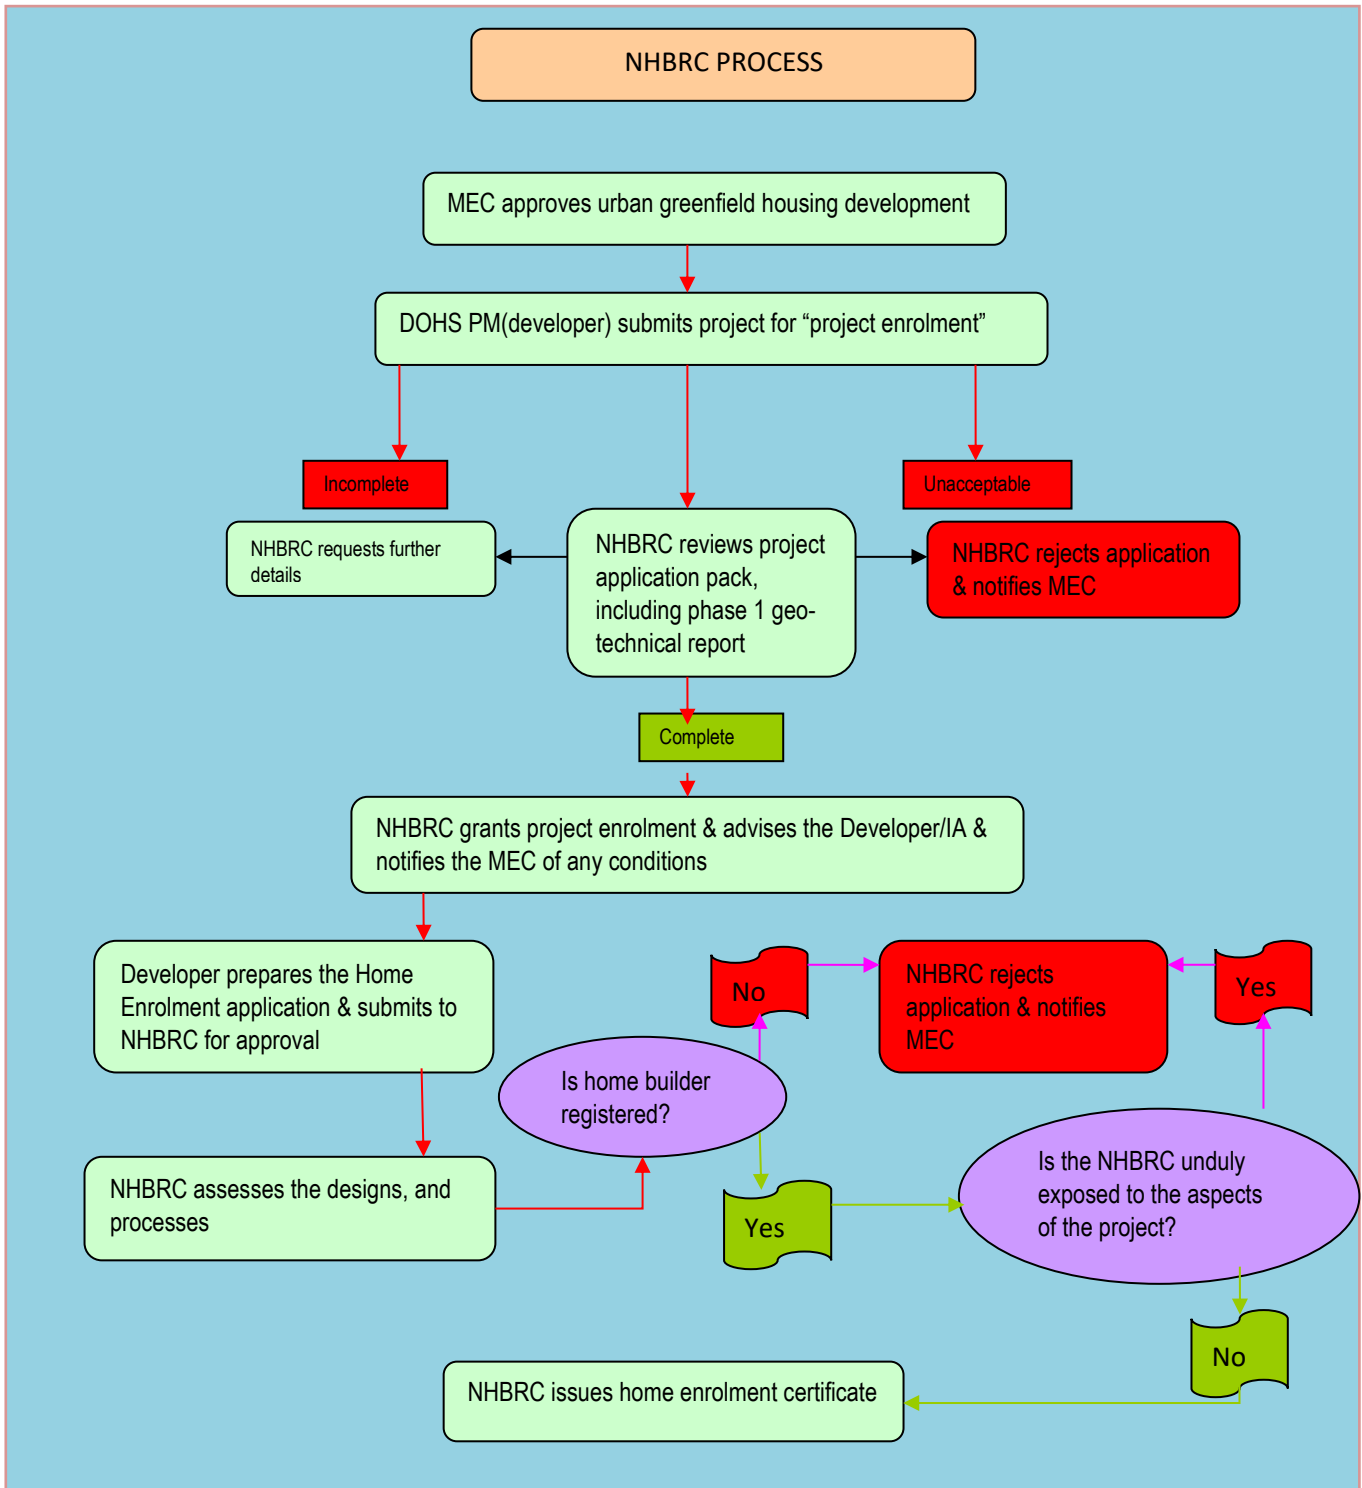 NHBRC PROCESS
MEC approves urban greenfield housing development
DOHS PM(developer) submits project for “project enrolment”
Incomplete
Unacceptable
NHBRC requests further
details
NHBRC reviews project
application pack,
including phase 1 geo-
technical report
NHBRC rejects application
& notifies MEC
Complete
NHBRC grants project enrolment & advises the Developer/IA &
notifies the MEC of any conditions
Developer prepares the Home
Enrolment application & submits to
NHBRC for approval
No
NHBRC rejects
application & notifies
MEC
Yes
Is home builder
registered?
NHBRC assesses the designs, and
processes
Yes
Is the NHBRC unduly
exposed to the aspects
of the project?
No
NHBRC issues home enrolment certificate